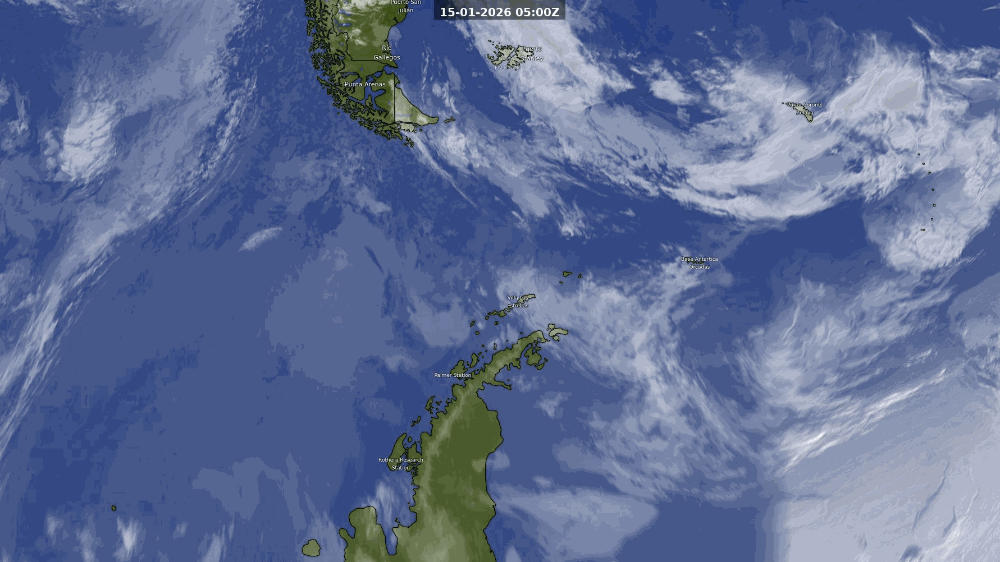 Puerto San
Julián
15-01-2026 05:00Z
Río
Gallegos
Puerto
Stanley
Punta Arenas
Punta Coronel
Zelaya
Base Antartica
Orcadas
Villa Las
Estrellas
Palmer Station
Rothera Research
Station